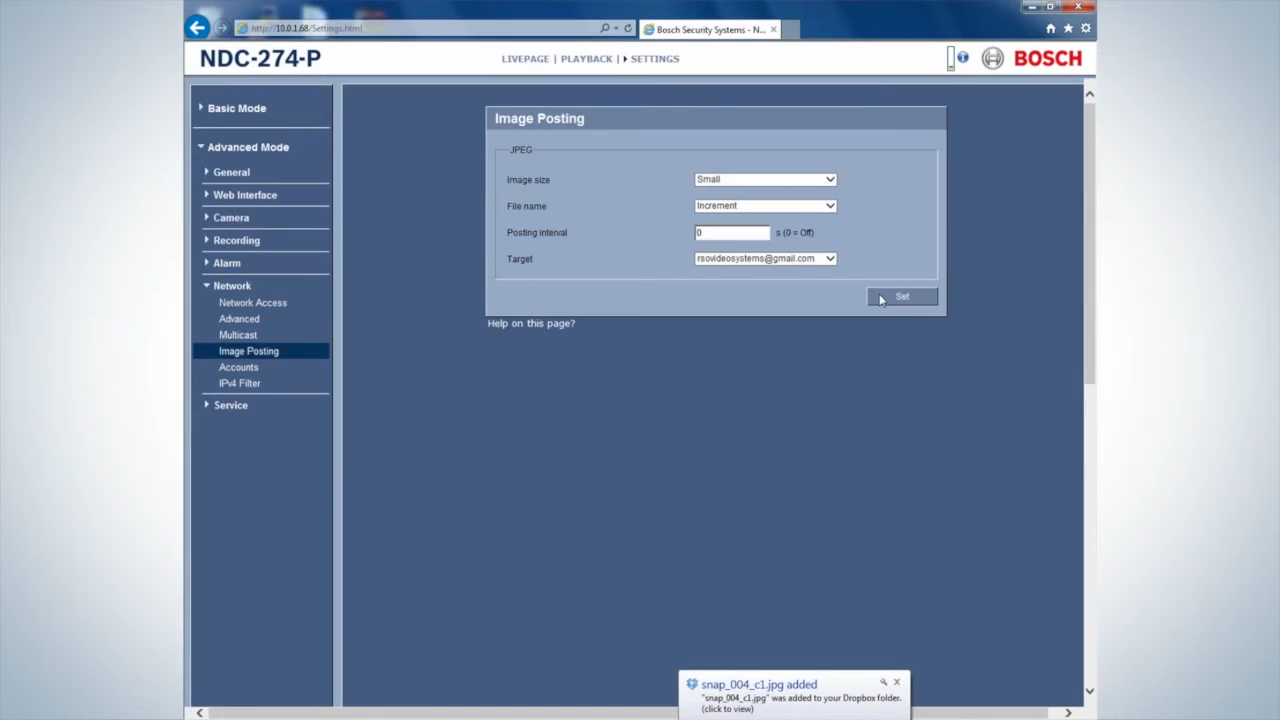 http://10.0.1.68/Settings.html
Bosch Security Systems - N...
NDC-274-P
LIVEPAGE | PLAYBACK | SETTINGS
BOSCH
Basic Mode
Advanced Mode
General
Web Interface
Camera
Recording
Alarm
Network
Network Access
Advanced
Multicast
Image Posting
Accounts
IPv4 Filter
Service
Image Posting
JPEG
Image size Small
File name Increment
Posting interval 0 s (0 = Off)
Target rsovideosystems@gmail.com
Set
Help on this page?
snap_004_c1.jpg added
"snap_004_c1.jpg" was added to your Dropbox folder.
(click to view)